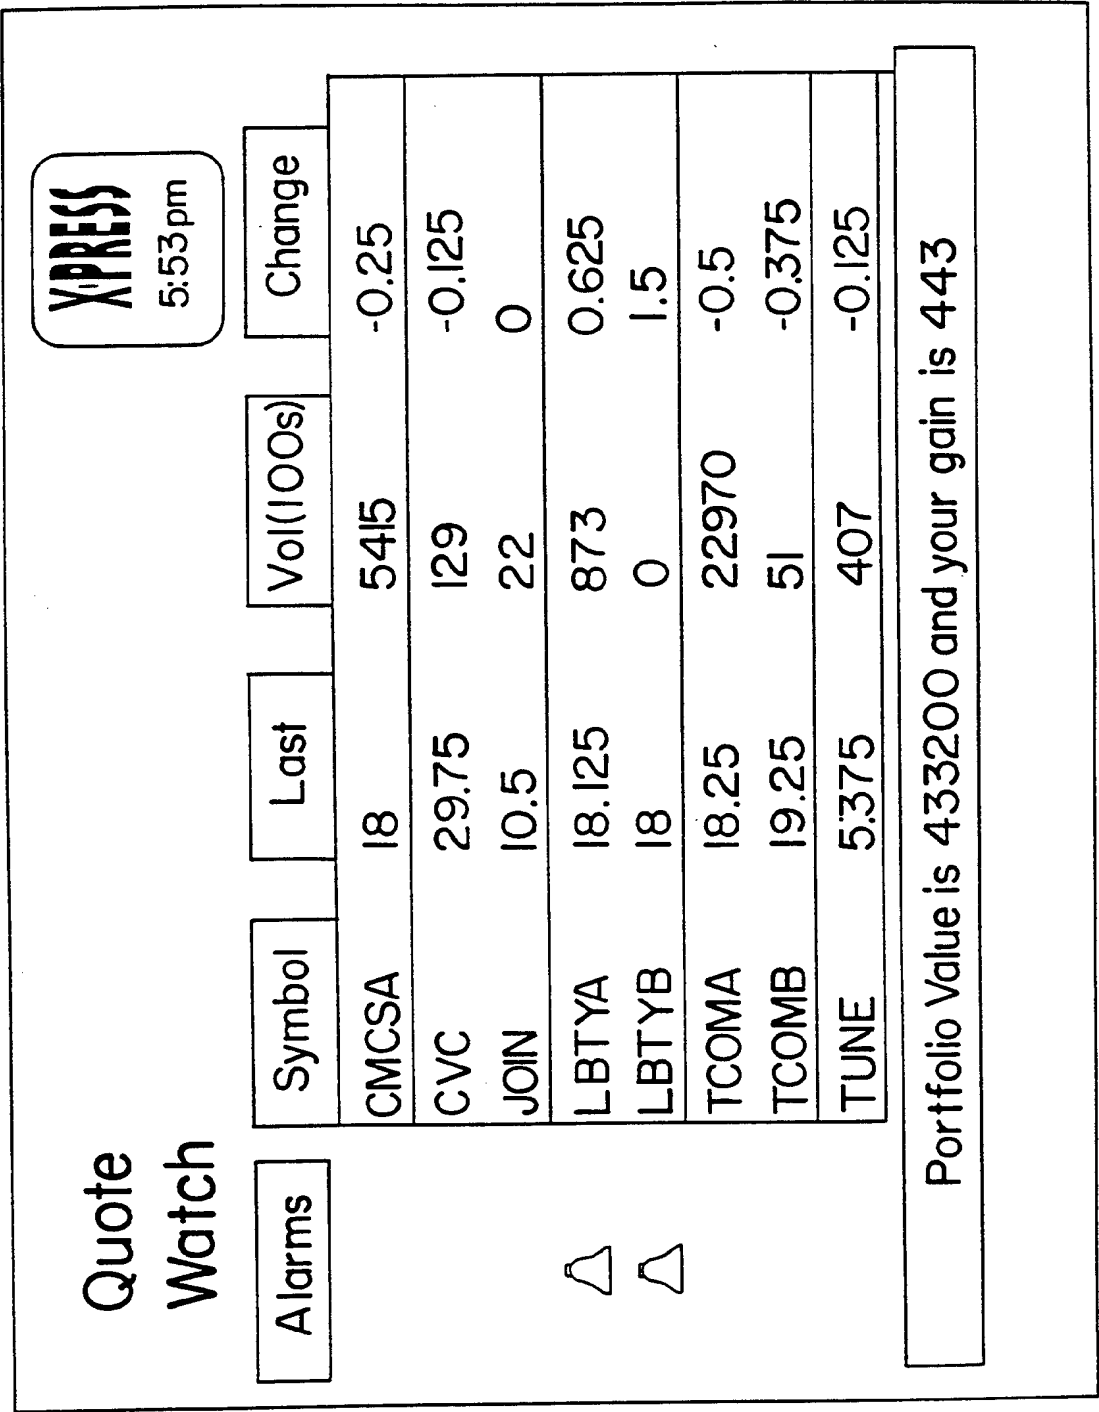 Quote
Watch
X·PRESS
5:53pm
Alarms Symbol Last Vol(100s) Change
CMCSA 18 5415 -0.25
CVC 29.75 129 -0.125
JOIN 10.5 22 0
LBTYA 18.125 873 0.625
LBTYB 18 0 1.5
TCOMA 18.25 22970 -0.5
TCOMB 19.25 51 -0.375
TUNE 5.375 407 -0.125
Portfolio Value is 433200 and your gain is 443